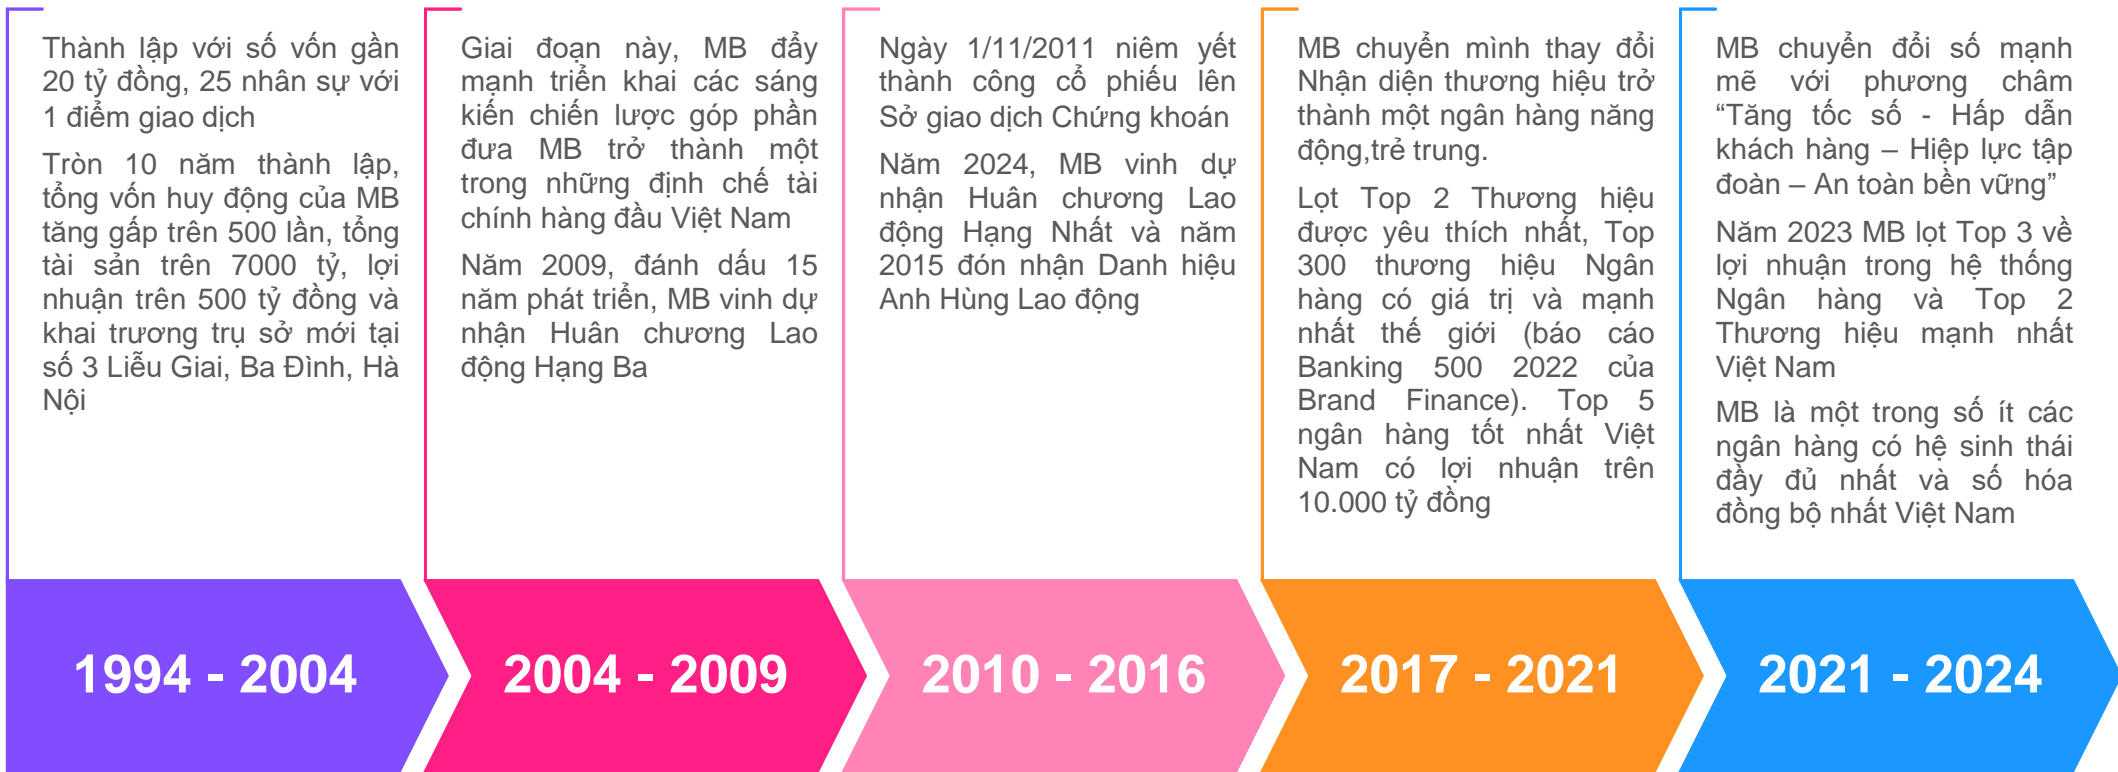 Thành lập với số vốn gần
20 tỷ đồng, 25 nhân sự với
1 điểm giao dịch
Tròn 10 năm thành lập,
tổng vốn huy động của MB
tăng gấp trên 500 lần, tổng
tài sản trên 7000 tỷ, lợi
nhuận trên 500 tỷ đồng và
khai trương trụ sở mới tại
số 3 Liễu Giai, Ba Đình, Hà
Nội
1994 - 2004
Giai đoạn này, MB đẩy
mạnh triển khai các sáng
kiến chiến lược góp phần
đưa MB trở thành một
trong những định chế tài
chính hàng đầu Việt Nam
Năm 2009, đánh dấu 15
năm phát triển, MB vinh dự
nhận Huân chương Lao
động Hạng Ba
2004 - 2009
Ngày 1/11/2011 niêm yết
thành công cổ phiếu lên
Sở giao dịch Chứng khoán
Năm 2024, MB vinh dự
nhận Huân chương Lao
động Hạng Nhất và năm
2015 đón nhận Danh hiệu
Anh Hùng Lao động
2010 - 2016
MB chuyển mình thay đổi
Nhận diện thương hiệu trở
thành một ngân hàng năng
động,trẻ trung.
Lọt Top 2 Thương hiệu
được yêu thích nhất, Top
300 thương hiệu Ngân
hàng có giá trị và mạnh
nhất thế giới (báo cáo
Banking 500 2022 của
Brand Finance). Top 5
ngân hàng tốt nhất Việt
Nam có lợi nhuận trên
10.000 tỷ đồng
2017 - 2021
MB chuyển đổi số mạnh
mẽ với phương châm
“Tăng tốc số - Hấp dẫn
khách hàng – Hiệp lực tập
đoàn – An toàn bền vững”
Năm 2023 MB lọt Top 3 về
lợi nhuận trong hệ thống
Ngân hàng và Top 2
Thương hiệu mạnh nhất
Việt Nam
MB là một trong số ít các
ngân hàng có hệ sinh thái
đầy đủ nhất và số hóa
đồng bộ nhất Việt Nam
2021 - 2024